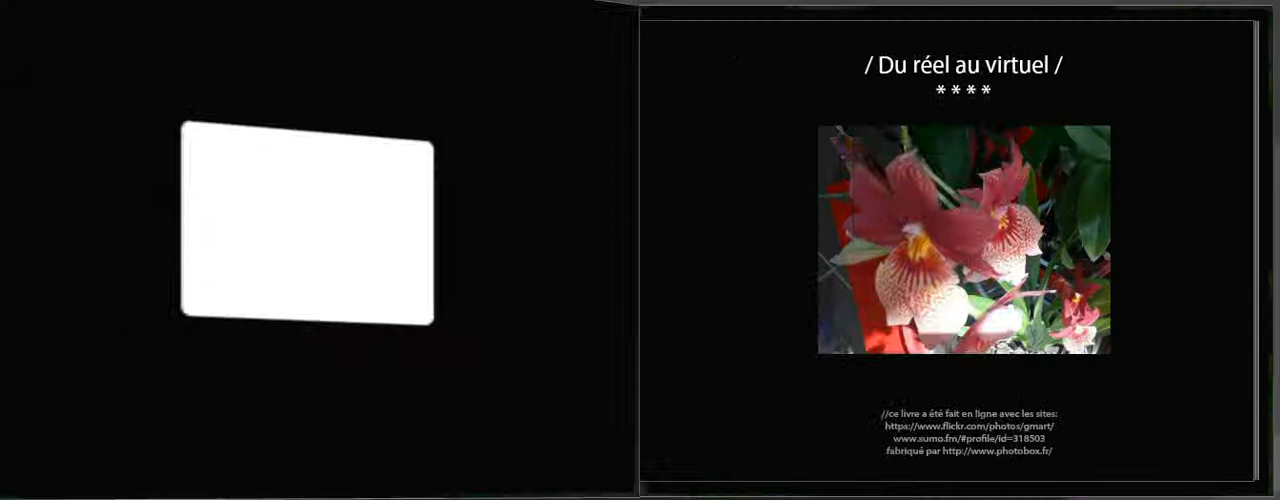 / Du réel au virtuel /
* * * *
//ce livre a été fait en ligne avec les sites:
https://www.flickr.com/photos/gmart/
www.sumo.fm/#profile/id=318503
fabriqué par http://www.photobox.fr/